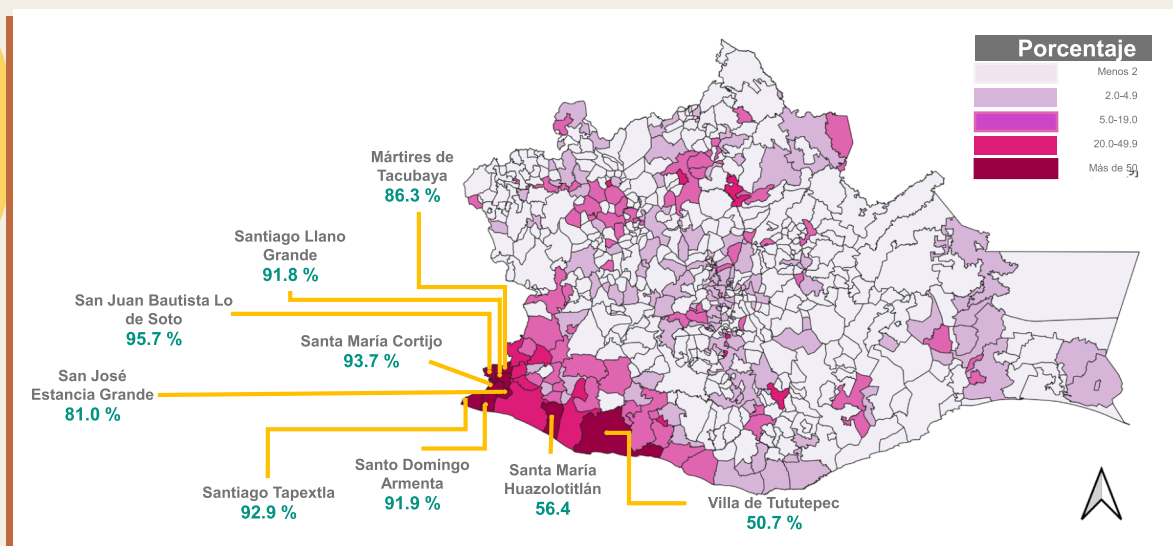 Porcentaje
Menos 2
2.0-4.9
5.0-19.0
20.0-49.9
Más de 50
Mártires de
Tacubaya
86.3 %
Santiago Llano
Grande
91.8 %
San Juan Bautista Lo
de Soto
95.7 %
Santa María Cortijo
93.7 %
San José
Estancia Grande
81.0 %
Santiago Tapextla
92.9 %
Santo Domingo
Armenta
91.9 %
Santa María
Huazolotitlán
56.4
Villa de Tututepec
50.7 %